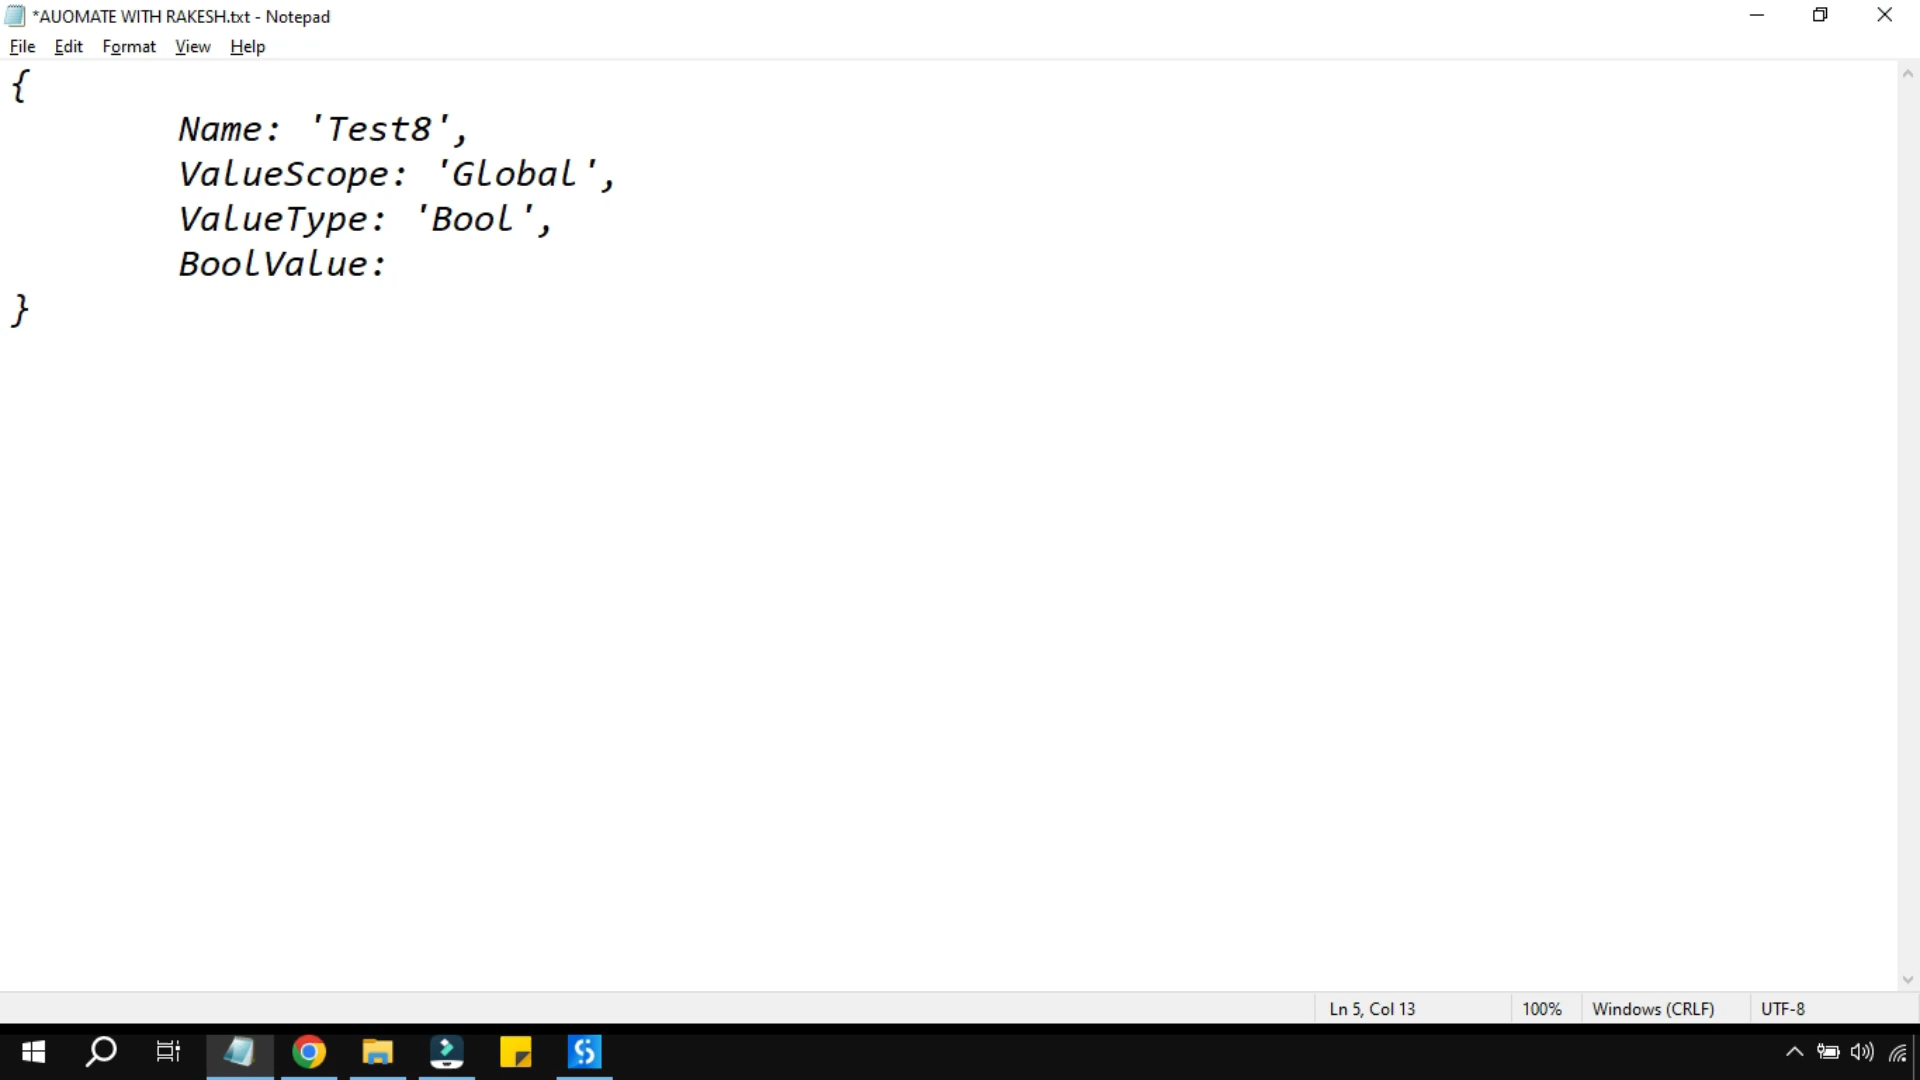 *AUOMATE WITH RAKESH.txt - Notepad
File Edit Format View Help
{
Name: 'Test8',
ValueScope: 'Global',
ValueType: 'Bool',
BoolValue:
}
Ln 5, Col 13 100% Windows (CRLF) UTF-8